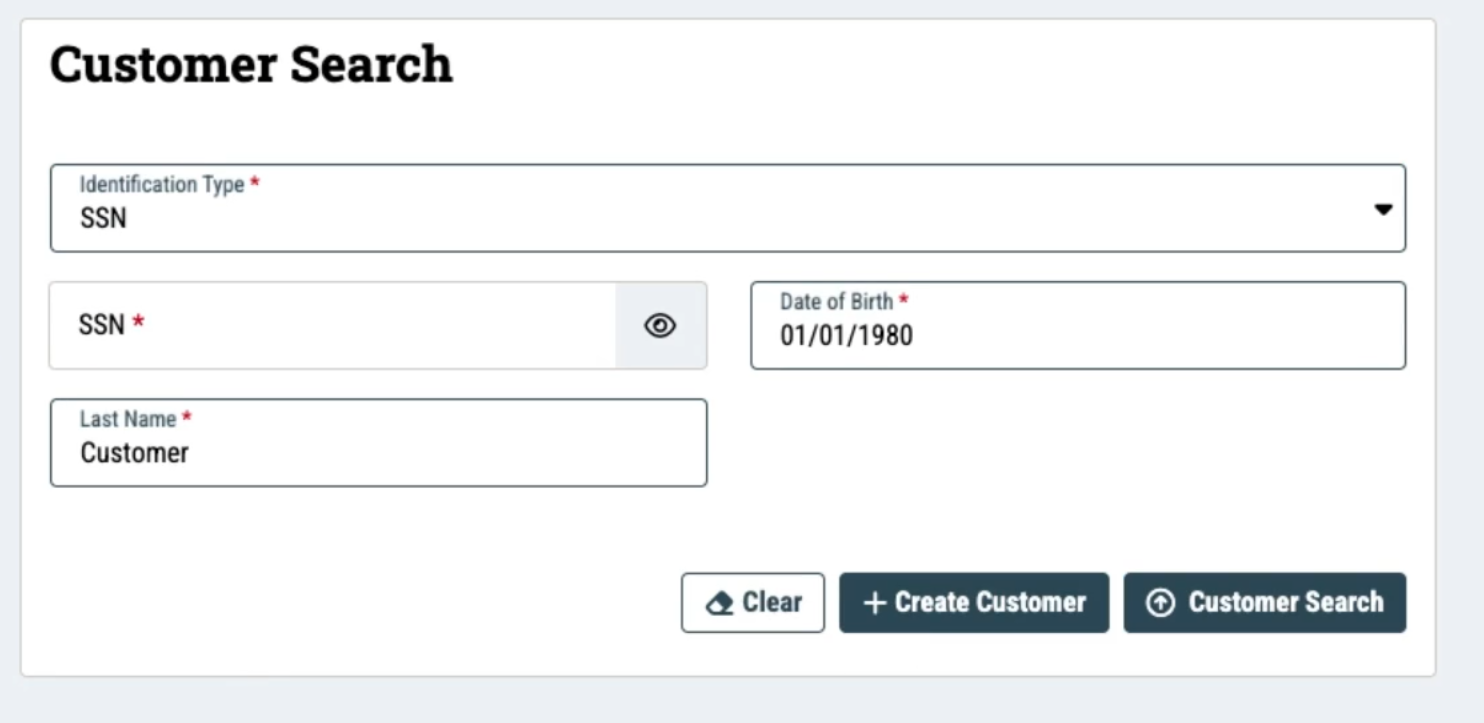 Customer Search
Identification Type *
SSN
SSN *
Date of Birth *
01/01/1980
Last Name *
Customer
Clear
+ Create Customer
Customer Search